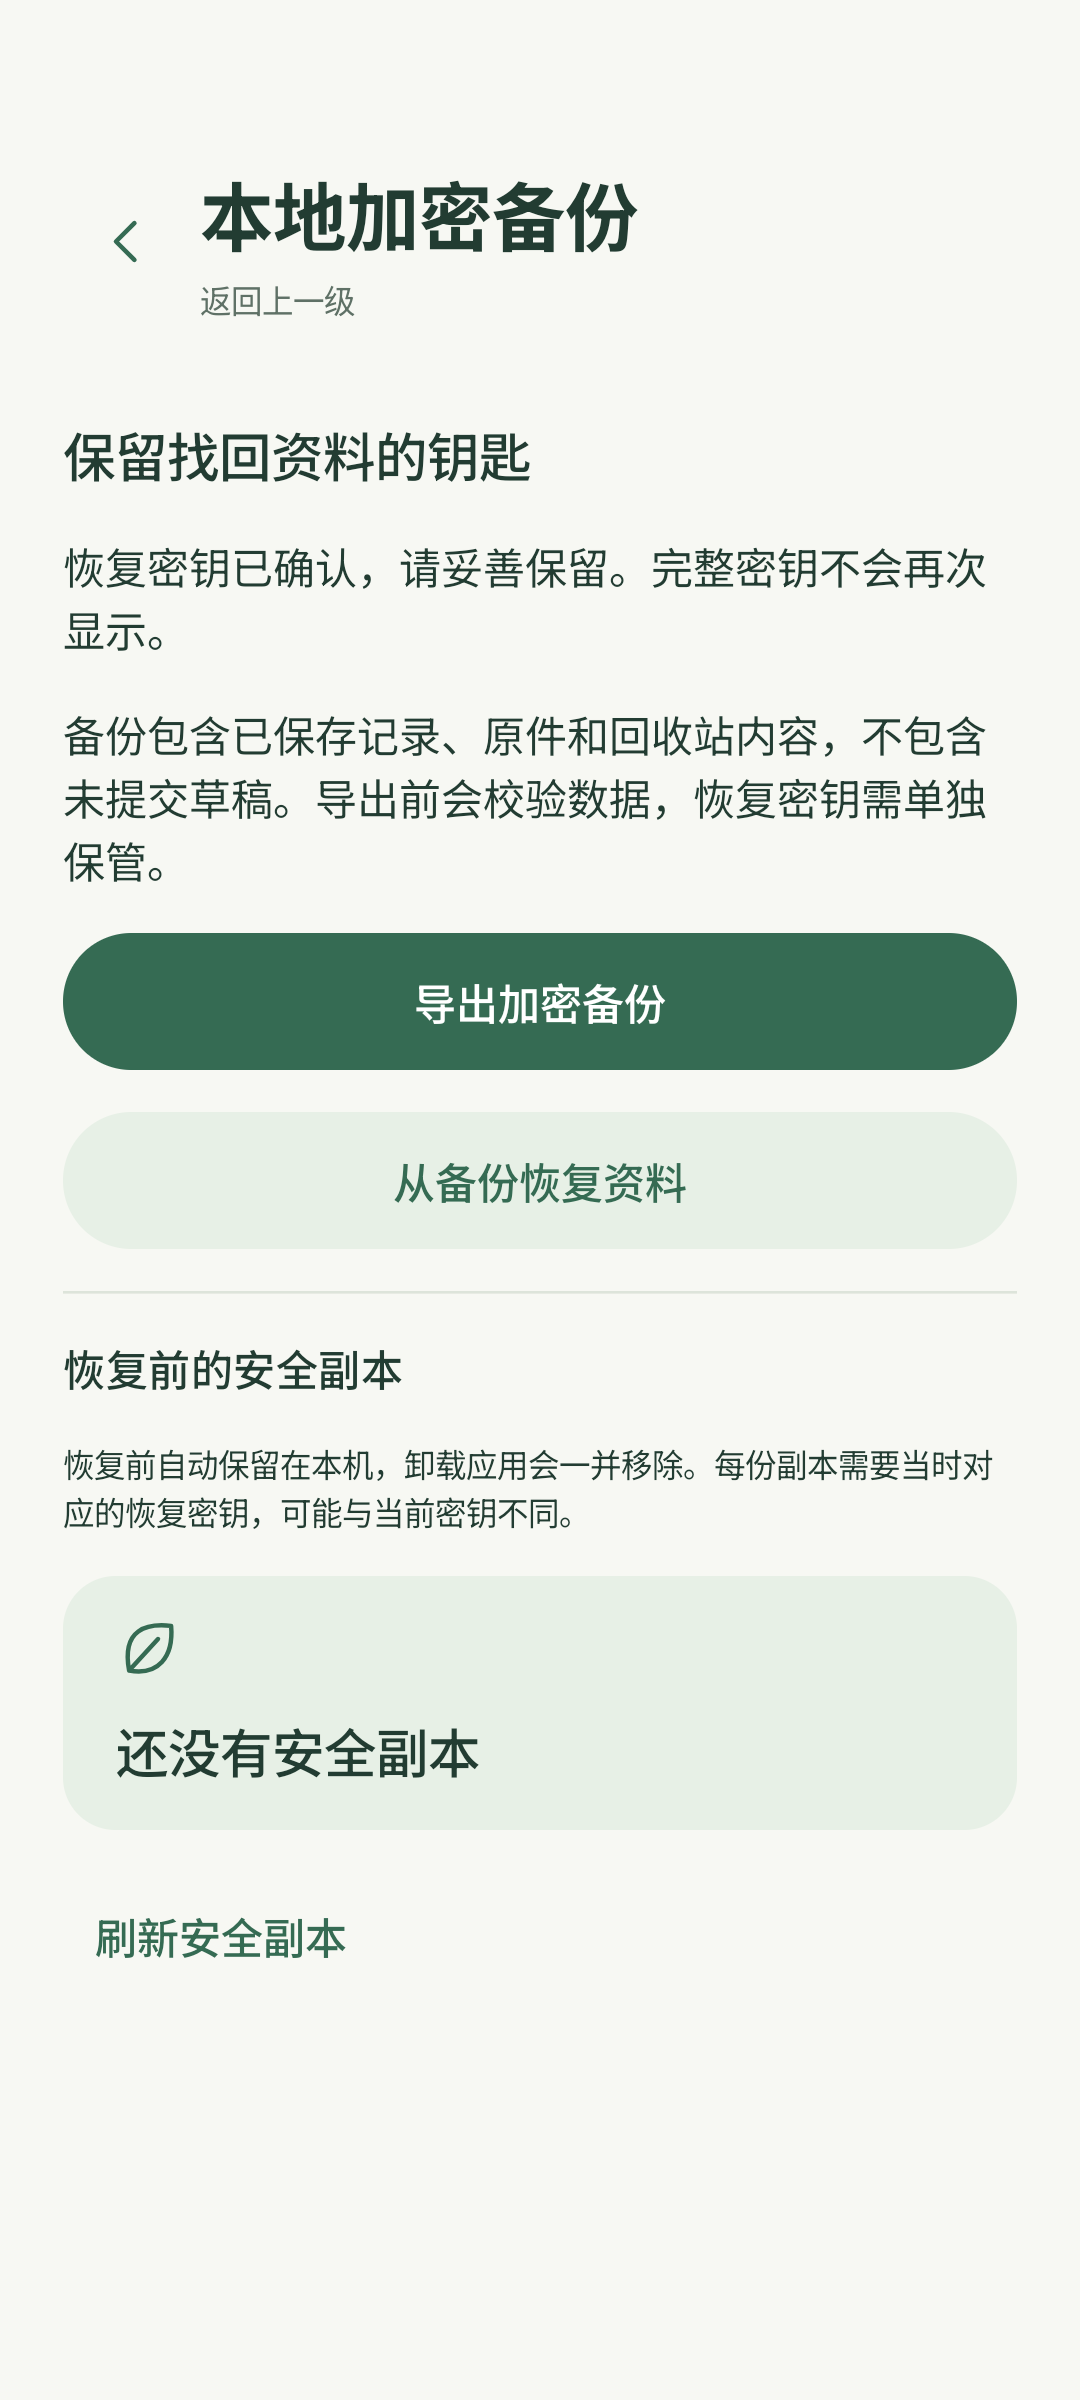 本地加密备份
返回上一级
保留找回资料的钥匙
恢复密钥已确认，请妥善保留。完整密钥不会再次
显示。
备份包含已保存记录、原件和回收站内容，不包含
未提交草稿。导出前会校验数据，恢复密钥需单独
保管。
导出加密备份
从备份恢复资料
恢复前的安全副本
恢复前自动保留在本机，卸载应用会一并移除。每份副本需要当时对
应的恢复密钥，可能与当前密钥不同。
还没有安全副本
刷新安全副本